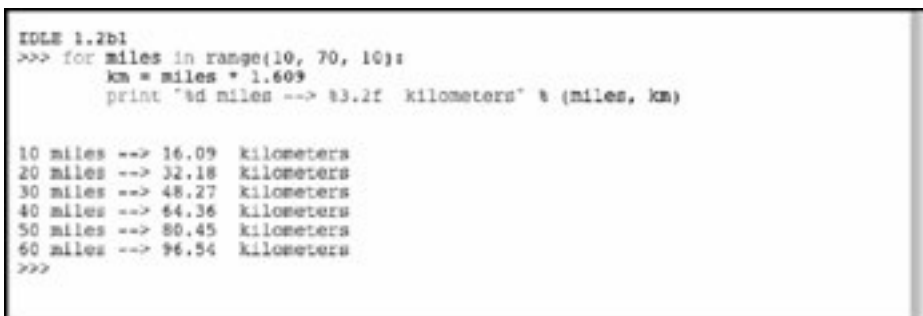 IDLE 1.2b1
>>> for miles in range(10, 70, 10):
        km = miles * 1.609
        print "%d miles --> %3.2f  kilometers" % (miles, km)
10 miles --> 16.09  kilometers
20 miles --> 32.18  kilometers
30 miles --> 48.27  kilometers
40 miles --> 64.36  kilometers
50 miles --> 80.45  kilometers
60 miles --> 96.54  kilometers
>>>